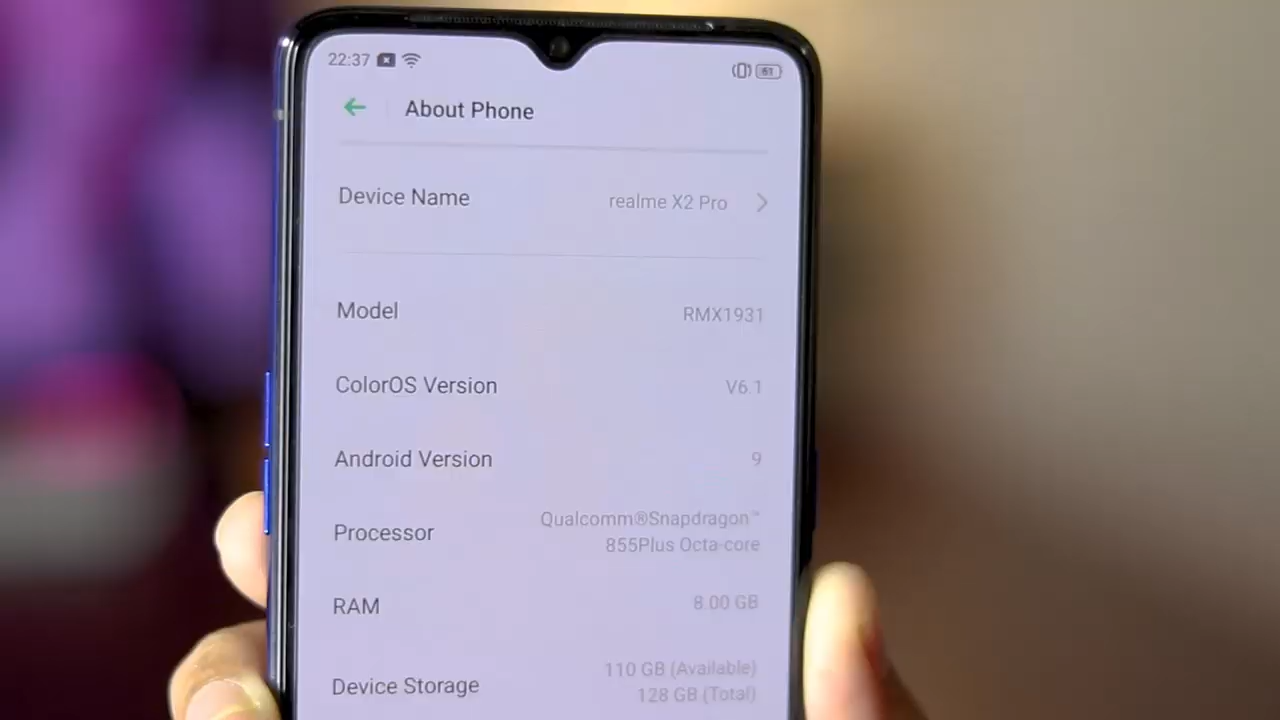 22:37
61
About Phone
Device Name realme X2 Pro
Model RMX1931
ColorOS Version V6.1
Android Version 9
Processor Qualcomm®Snapdragon™
855Plus Octa-core
RAM 8.00 GB
Device Storage 110 GB (Available)
128 GB (Total)